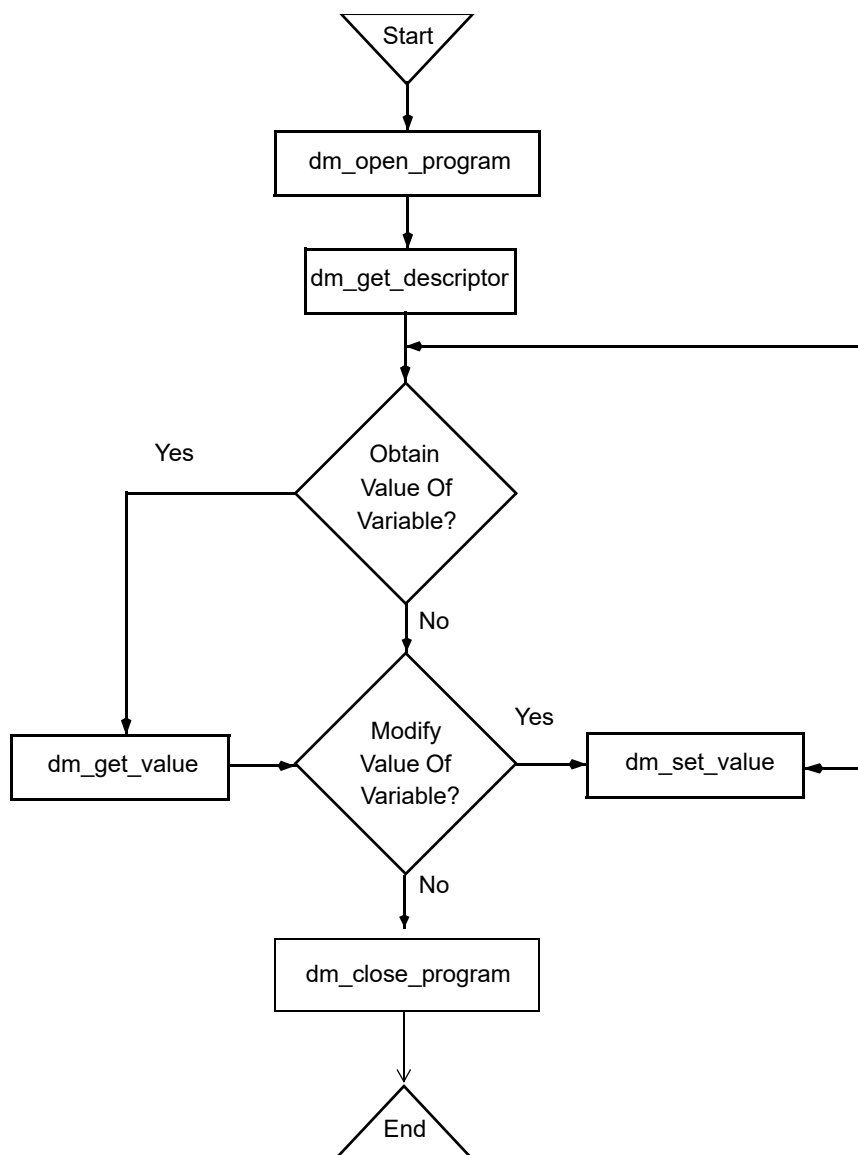 Start
dm_open_program
dm_get_descriptor
Yes
Obtain
Value Of
Variable?
No
Modify
Value Of
Variable?
Yes
dm_get_value
dm_set_value
No
dm_close_program
End